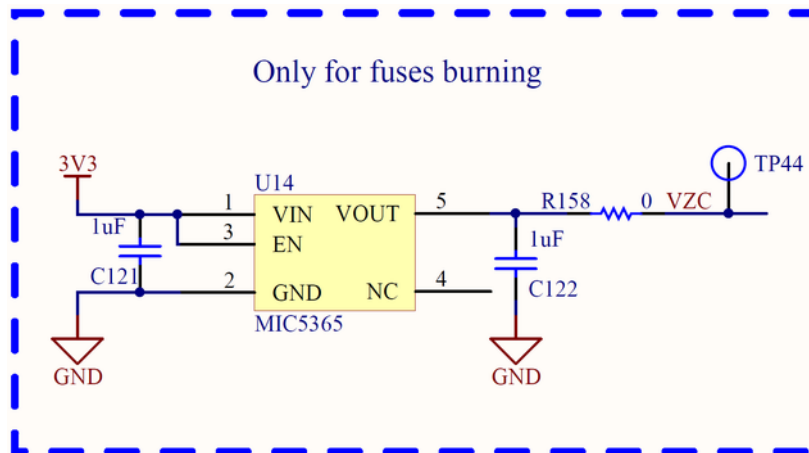 Only for fuses burning
3V3
U14
TP44
1
VIN
VOUT
5
R158
0
VZC
1uF
3
EN
1uF
C121
2
GND
NC
4
C122
MIC5365
GND
GND